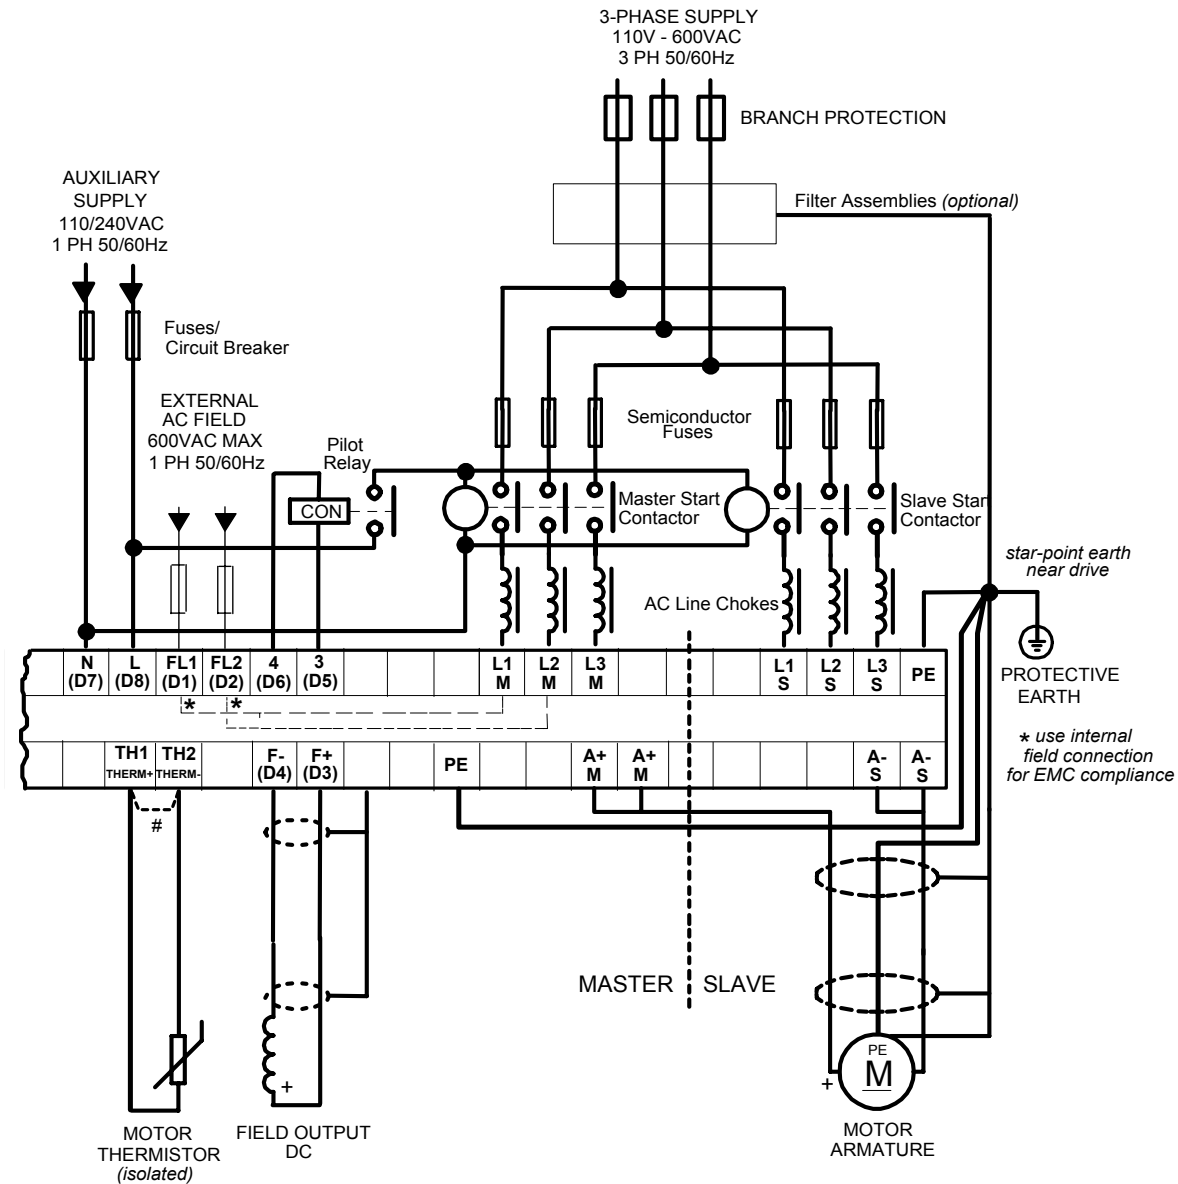 3-PHASE SUPPLY
110V - 600VAC
3 PH 50/60Hz
BRANCH PROTECTION
AUXILIARY
SUPPLY
110/240VAC
1 PH 50/60Hz
Filter Assemblies (optional)
Fuses/
Circuit Breaker
EXTERNAL
AC FIELD
600VAC MAX
1 PH 50/60Hz
Pilot
Relay
CON
Semiconductor
Fuses
Master Start
Contactor
Slave Start
Contactor
AC Line Chokes
star-point earth
near drive
PROTECTIVE
EARTH
* use internal
field connection
for EMC compliance
N
(D7)
L
(D8)
FL1
(D1)
FL2
(D2)
4
(D6)
3
(D5)
L1
M
L2
M
L3
M
L1
S
L2
S
L3
S
PE
* *
TH1
THERM+
TH2
THERM-
F-
(D4)
F+
(D3)
PE
A+
M
A+
M
A-
S
A-
S
#
MASTER SLAVE
+
+
PE
M
MOTOR
THERMISTOR
(isolated)
FIELD OUTPUT
DC
MOTOR
ARMATURE